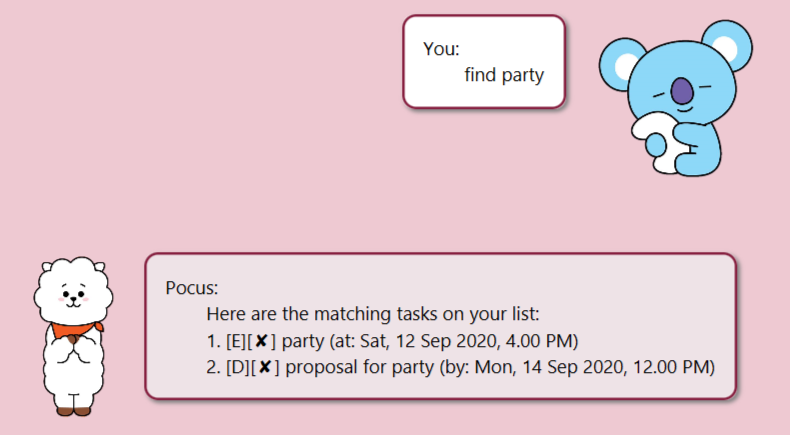 You:
find party
Pocus:
Here are the matching tasks on your list:
1. [E][✘] party (at: Sat, 12 Sep 2020, 4.00 PM)
2. [D][✘] proposal for party (by: Mon, 14 Sep 2020, 12.00 PM)